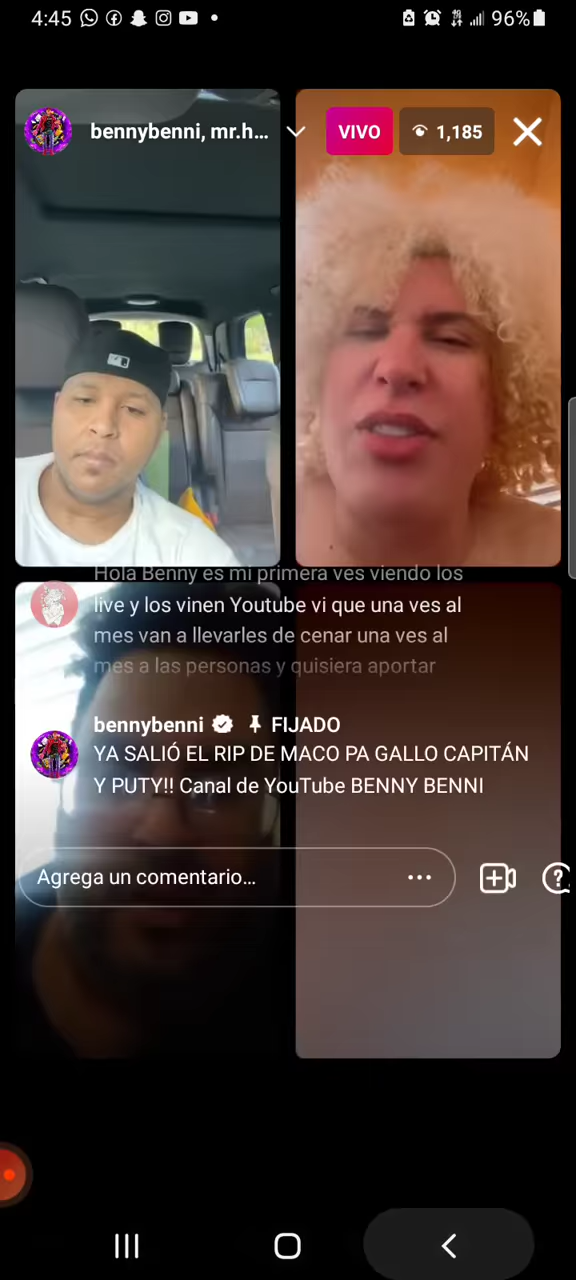 4:45
96%
bennybenni, mr.h...
VIVO
1,185
Hola Benny es mi primera ves viendo los
live y los vinen Youtube vi que una ves al
mes van a llevarles de cenar una ves al
mes a las personas y quisiera aportar
bennybenni FIJADO
YA SALIÓ EL RIP DE MACO PA GALLO CAPITÁN
Y PUTY!! Canal de YouTube BENNY BENNI
Agrega un comentario...